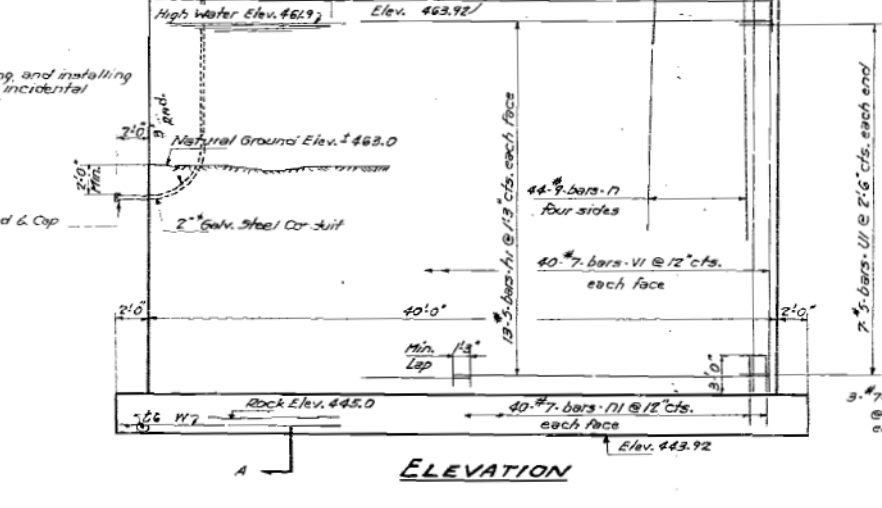 High Water Elev. 461.9
Elev. 463.92
and installing
incidental
2'-0"
3' Rad.
Natural Ground Elev. ± 463.0
2'-0"
Min.
& Cap
2" Galv. Steel Conduit
13-#5-bars-h1 @ 1'-3" cts. each face
44-#9-bars-n
four sides
7-#5-bars-U1 @ 2'-6" cts. each end
40-#7-bars-V1 @ 12" cts.
each face
2'-0"
40'-0"
2'-0"
Min.
Lap
1'-3"
3'-0"
Rock Elev. 445.0
40-#7-bars-n1 @ 12" cts.
each face
3-#7
@
Elev. 443.92
A
ELEVATION